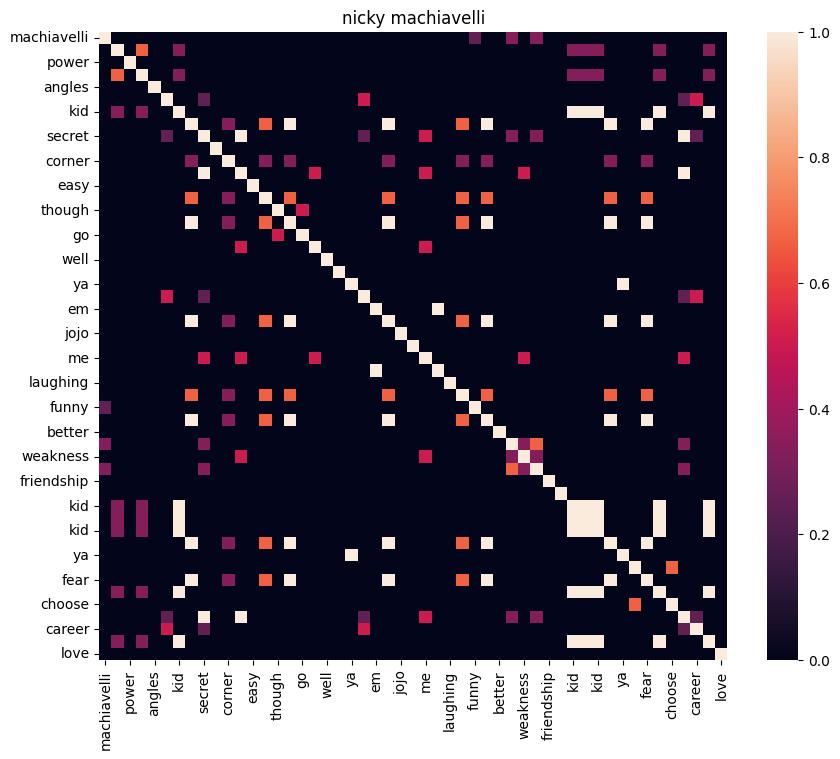 nicky machiavelli
machiavelli
power
angles
kid
secret
corner
easy
though
go
well
ya
em
jojo
me
laughing
funny
better
weakness
friendship
kid
kid
ya
fear
choose
career
love
machiavelli
power
angles
kid
secret
corner
easy
though
go
well
ya
em
jojo
me
laughing
funny
better
weakness
friendship
kid
kid
ya
fear
choose
career
love
1.0
0.8
0.6
0.4
0.2
0.0